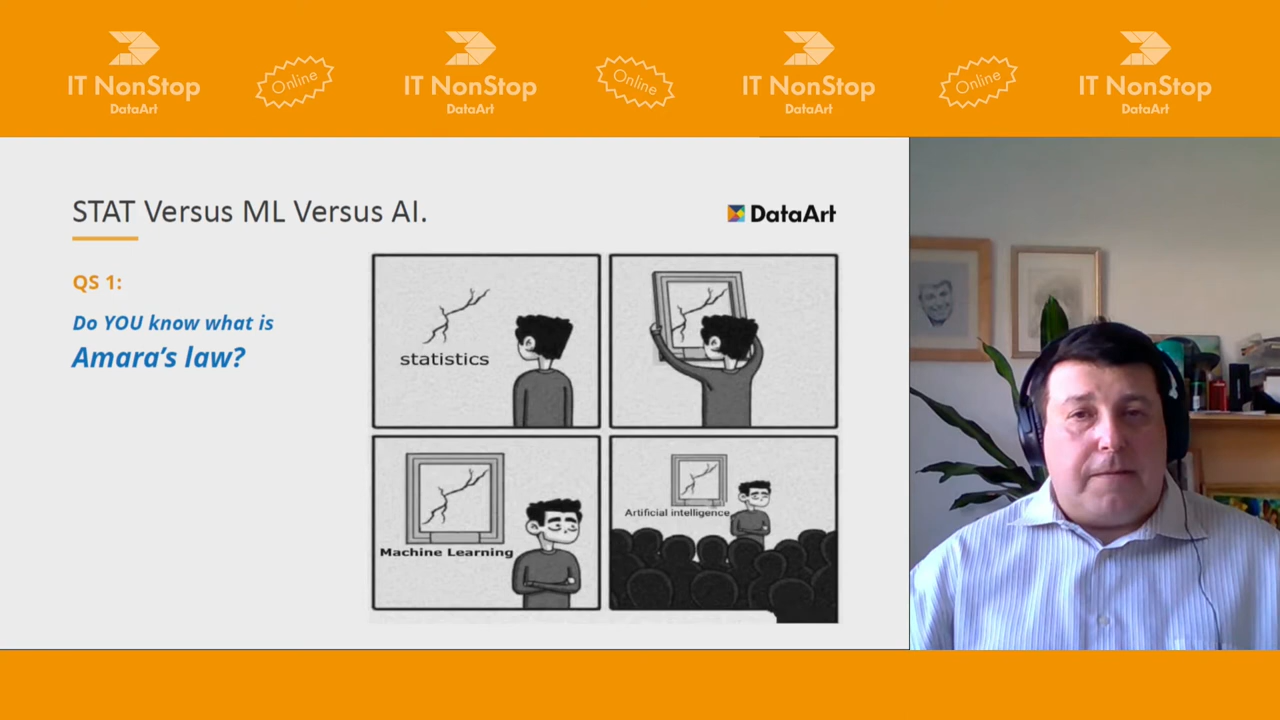 IT NonStop
DataArt
Online
IT NonStop
DataArt
Online
IT NonStop
DataArt
Online
IT NonStop
DataArt
STAT Versus ML Versus AI.
DataArt
QS 1:
Do YOU know what is
Amara's law?
statistics
Machine Learning
Artificial intelligence